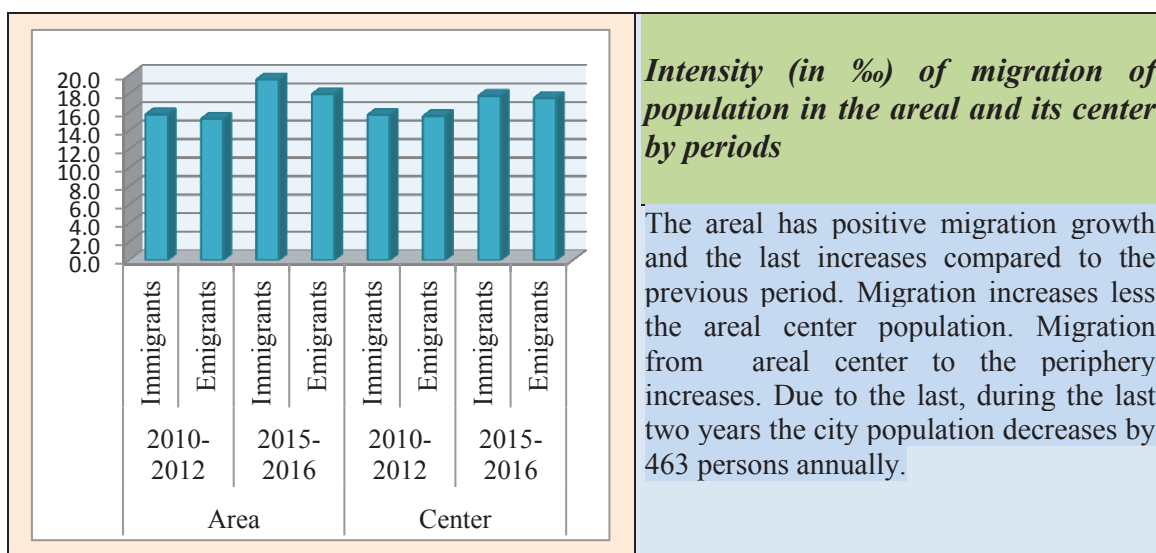 20.0
18.0
16.0
14.0
12.0
10.0
8.0
6.0
4.0
2.0
0.0
Immigrants
Emigrants
Immigrants
Emigrants
Immigrants
Emigrants
Immigrants
Emigrants
2010-
2012
2015-
2016
2010-
2012
2015-
2016
Area
Center
Intensity (in ‰) of migration of
population in the areal and its center
by periods
The areal has positive migration growth
and the last increases compared to the
previous period. Migration increases less
the areal center population. Migration
from areal center to the periphery
increases. Due to the last, during the last
two years the city population decreases by
463 persons annually.